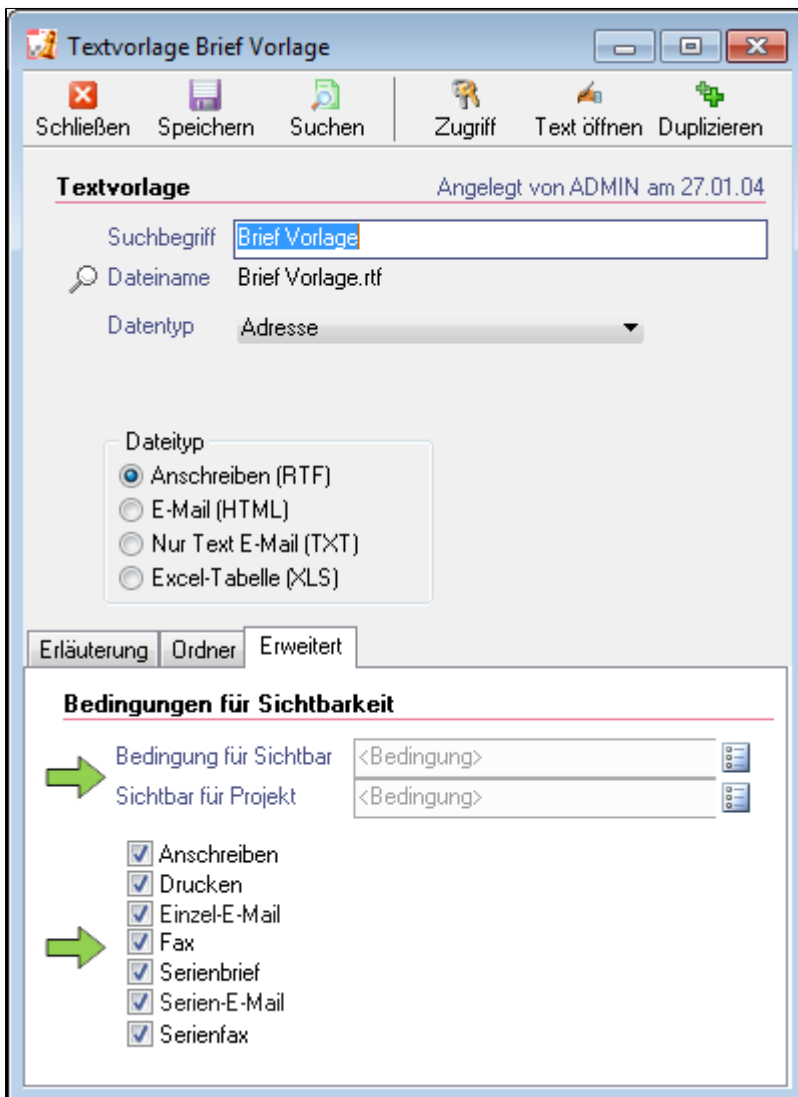 Textvorlage Brief Vorlage
Schließen Speichern Suchen Zugriff Text öffnen Duplizieren
Textvorlage Angelegt von ADMIN am 27.01.04
Suchbegriff Brief Vorlage
Dateiname Brief Vorlage.rtf
Datentyp Adresse
Dateityp
Anschreiben (RTF)
E-Mail (HTML)
Nur Text E-Mail (TXT)
Excel-Tabelle (XLS)
Erläuterung Ordner Erweitert
Bedingungen für Sichtbarkeit
Bedingung für Sichtbar <Bedingung>
Sichtbar für Projekt <Bedingung>
Anschreiben
Drucken
Einzel-E-Mail
Fax
Serienbrief
Serien-E-Mail
Serienfax